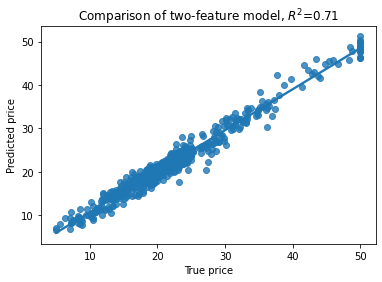 Comparison of two-feature model, $R^2$=0.71
Predicted price
50
40
30
20
10
10 20 30 40 50
True price